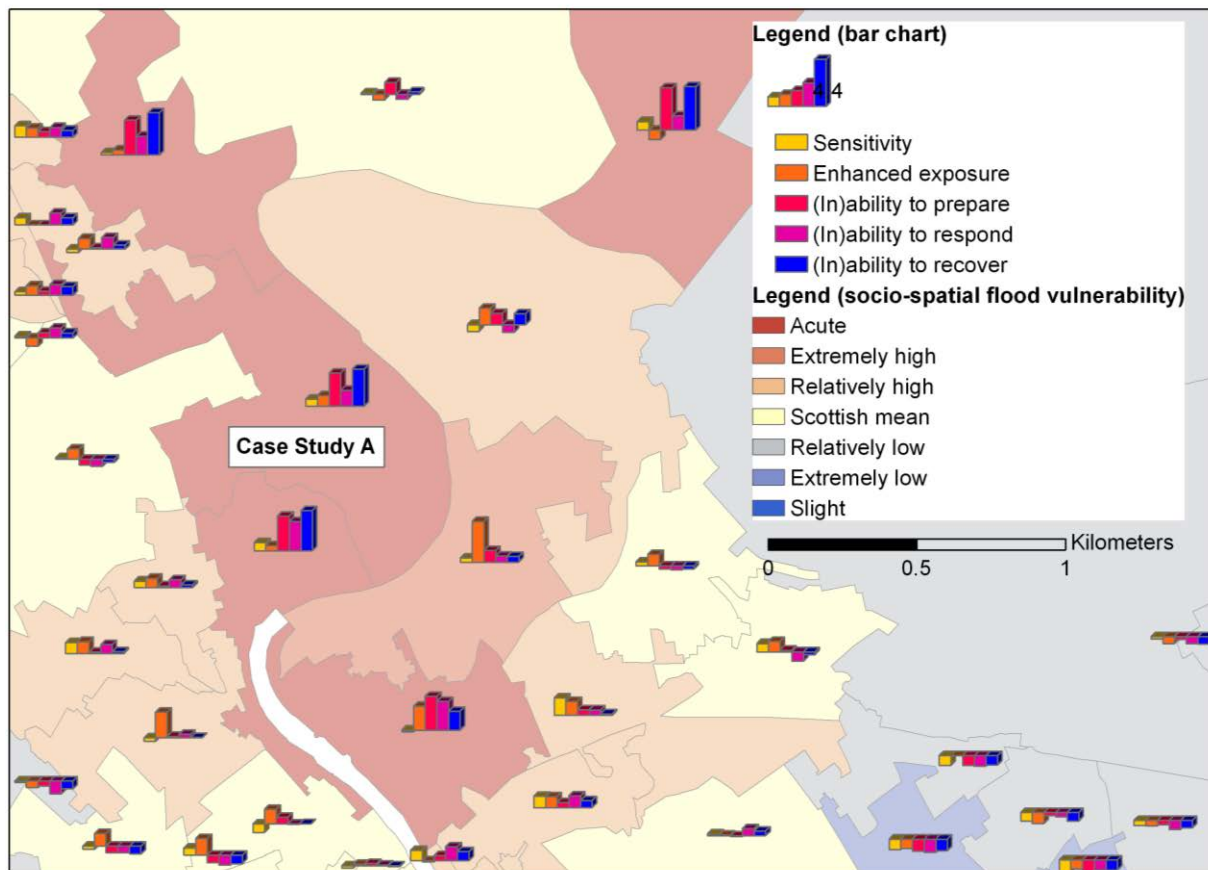 Legend (bar chart)
4.4
Sensitivity
Enhanced exposure
(In)ability to prepare
(In)ability to respond
(In)ability to recover
Legend (socio-spatial flood vulnerability)
Acute
Extremely high
Relatively high
Scottish mean
Relatively low
Extremely low
Slight
Kilometers
0 0.5 1
Case Study A